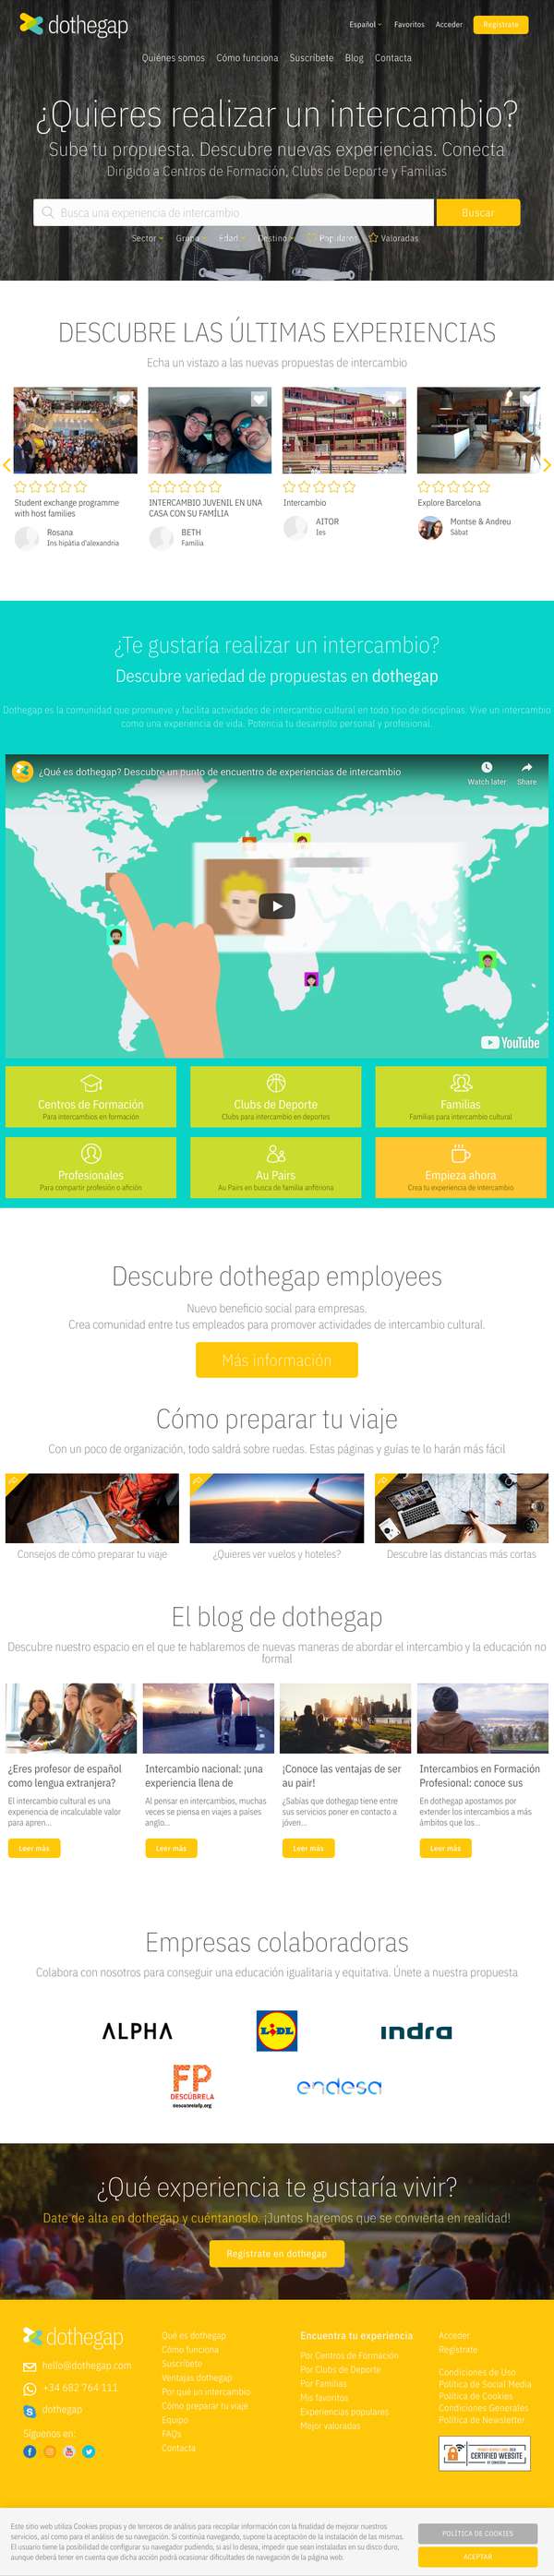 dothegap
Español Favoritos Acceder Regístrate
Quiénes somos Cómo funciona Suscríbete Blog Contacta
¿Quieres realizar un intercambio?
Sube tu propuesta. Descubre nuevas experiencias. Conecta
Dirigido a Centros de Formación, Clubs de Deporte y Familias
Busca una experiencia de intercambio Buscar
Sector Grupo Edad Destino Populares Valoradas
DESCUBRE LAS ÚLTIMAS EXPERIENCIAS
Echa un vistazo a las nuevas propuestas de intercambio
Student exchange programme
with host families
Rosana
Ins hipàtia d'alexandria
INTERCAMBIO JUVENIL EN UNA
CASA CON SU FAMÍLIA
BETH
Familia
Intercambio
AITOR
Ies
Explore Barcelona
Montse & Andreu
Sàbat
¿Te gustaría realizar un intercambio?
Descubre variedad de propuestas en dothegap
Dothegap es la comunidad que promueve y facilita actividades de intercambio cultural en todo tipo de disciplinas. Vive un intercambio
como una experiencia de vida. Potencia tu desarrollo personal y profesional.
¿Qué es dothegap? Descubre un punto de encuentro de experiencias de intercambio
Watch later Share
YouTube
Centros de Formación
Para intercambios en formación
Clubs de Deporte
Clubs para intercambio en deportes
Familias
Familias para intercambio cultural
Profesionales
Para compartir profesión o afición
Au Pairs
Au Pairs en busca de familia anfitriona
Empieza ahora
Crea tu experiencia de intercambio
Descubre dothegap employees
Nuevo beneficio social para empresas.
Crea comunidad entre tus empleados para promover actividades de intercambio cultural.
Más información
Cómo preparar tu viaje
Con un poco de organización, todo saldrá sobre ruedas. Estas páginas y guías te lo harán más fácil
Consejos de cómo preparar tu viaje
¿Quieres ver vuelos y hoteles?
Descubre las distancias más cortas
El blog de dothegap
Descubre nuestro espacio en el que te hablaremos de nuevas maneras de abordar el intercambio y la educación no
formal
¿Eres profesor de español
como lengua extranjera?
El intercambio cultural es una
experiencia de incalculable valor
para apren...
Leer más
Intercambio nacional: ¡una
experiencia llena de
Al pensar en intercambios, muchas
veces se piensa en viajes a países
anglo...
Leer más
¡Conoce las ventajas de ser
au pair!
¿Sabías que dothegap tiene entre
sus servicios poner en contacto a
jóven...
Leer más
Intercambios en Formación
Profesional: conoce sus
En dothegap apostamos por
extender los intercambios a más
ámbitos que los...
Leer más
Empresas colaboradoras
Colabora con nosotros para conseguir una educación igualitaria y equitativa. Únete a nuestra propuesta
ALPHA
LIDL
indra
FP
DESCÚBRELA
descubrelafp.org
endesa
¿Qué experiencia te gustaría vivir?
Date de alta en dothegap y cuéntanoslo. ¡Juntos haremos que se convierta en realidad!
Regístrate en dothegap
dothegap
hello@dothegap.com
+34 682 764 111
dothegap
Síguenos en:
Qué es dothegap
Cómo funciona
Suscríbete
Ventajas dothegap
Por qué un intercambio
Cómo preparar tu viaje
Equipo
FAQs
Contacta
Encuentra tu experiencia
Por Centros de Formación
Por Clubs de Deporte
Por Familias
Mis favoritos
Experiencias populares
Mejor valoradas
Acceder
Regístrate
Condiciones de Uso
Política de Social Media
Política de Cookies
Condiciones Generales
Política de Newsletter
CERTIFIED WEBSITE
Este sitio web utiliza Cookies propias y de terceros de análisis para recopilar información con la finalidad de mejorar nuestros
servicios, así como para el análisis de su navegación. Si continua navegando, supone la aceptación de la instalación de las mismas.
El usuario tiene la posibilidad de configurar su navegador pudiendo, si así lo desea, impedir que sean instaladas en su disco duro,
aunque deberá tener en cuenta que dicha acción podrá ocasionar dificultades de navegación de la página web.
POLÍTICA DE COOKIES
ACEPTAR